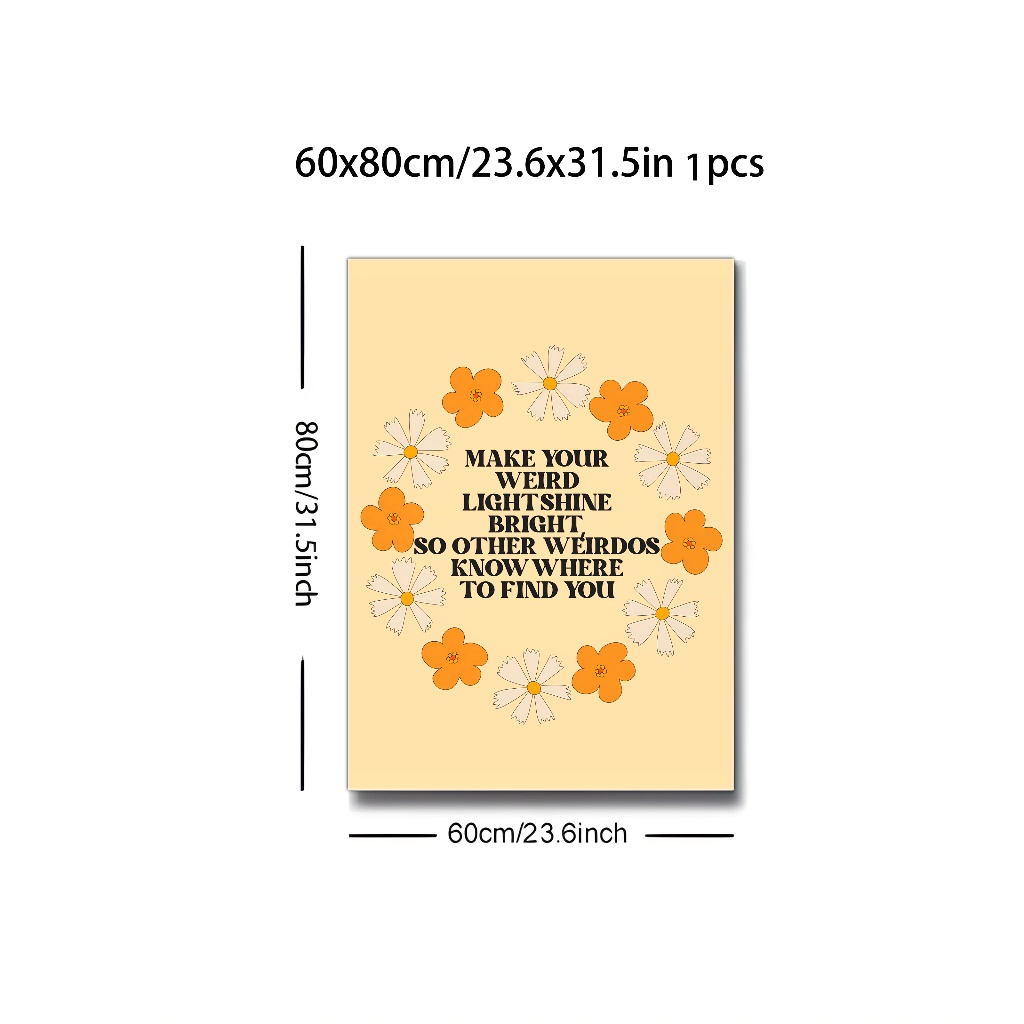 60x80cm/23.6x31.5in 1pcs
80cm/31.5inch
MAKE YOUR
WEIRD
LIGHT SHINE
BRIGHT,
SO OTHER WEIRDOS
KNOW WHERE
TO FIND YOU
60cm/23.6inch